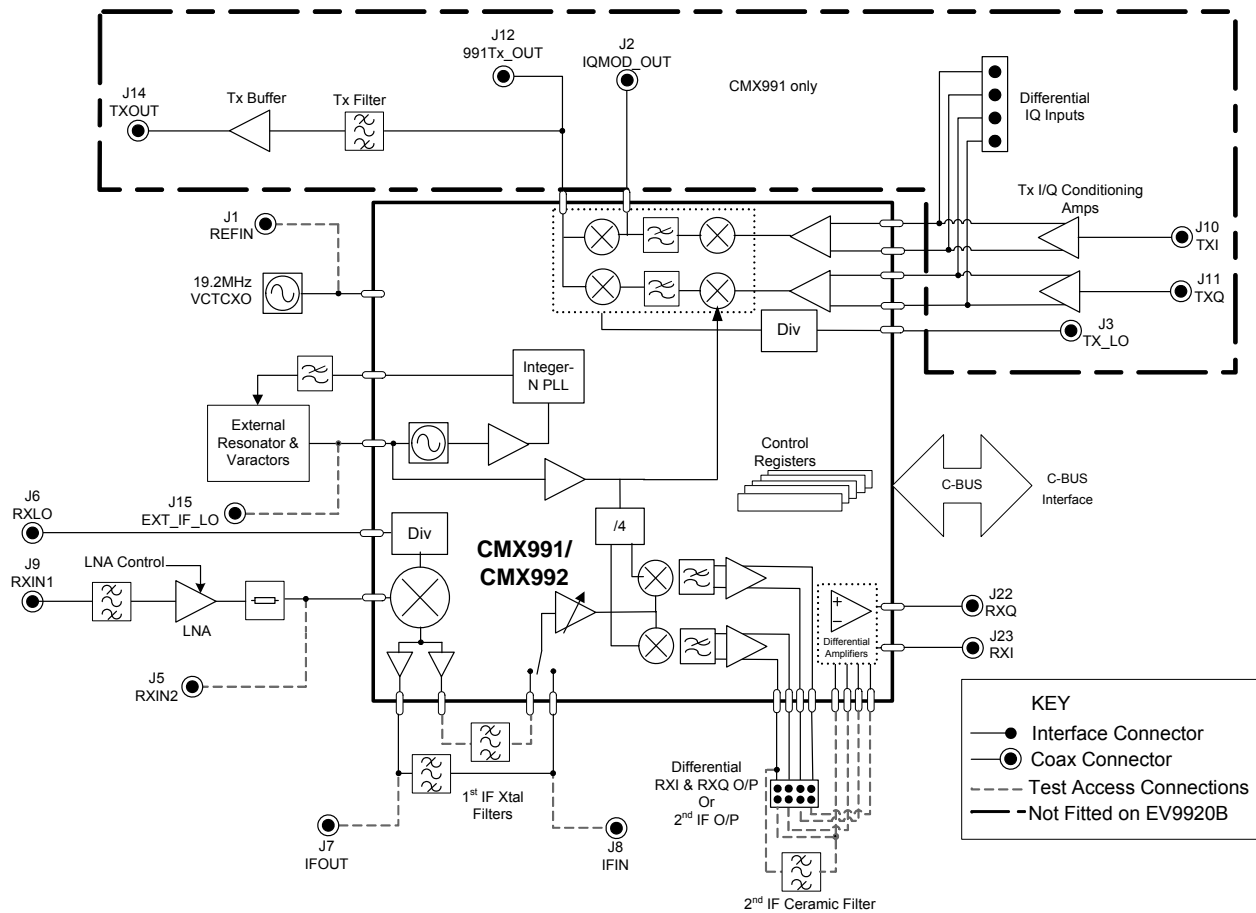 J12
991Tx_OUT
J2
IQMOD_OUT
CMX991 only
J14
TXOUT
Tx Buffer
Tx Filter
Differential
IQ Inputs
Tx I/Q Conditioning
Amps
J10
TXI
J11
TXQ
J3
TX_LO
J1
REFIN
19.2MHz
VCTCXO
Div
Integer-
N PLL
External
Resonator &
Varactors
Control
Registers
C-BUS
C-BUS
Interface
J6
RXLO
J15
EXT_IF_LO
/4
Div
CMX991/
CMX992
J9
RXIN1
LNA Control
LNA
J5
RXIN2
+
−
Differential
Amplifiers
J22
RXQ
J23
RXI
1st IF Xtal
Filters
J7
IFOUT
J8
IFIN
Differential
RXI & RXQ O/P
Or
2nd IF O/P
2nd IF Ceramic Filter
KEY
Interface Connector
Coax Connector
Test Access Connections
Not Fitted on EV9920B